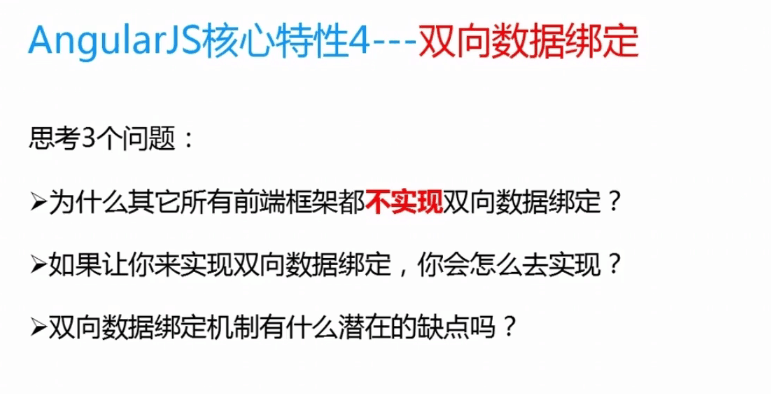 AngularJS核心特性4---双向数据绑定
思考3个问题：
➢为什么其它所有前端框架都不实现双向数据绑定？
➢如果让你来实现双向数据绑定，你会怎么去实现？
➢双向数据绑定机制有什么潜在的缺点吗？